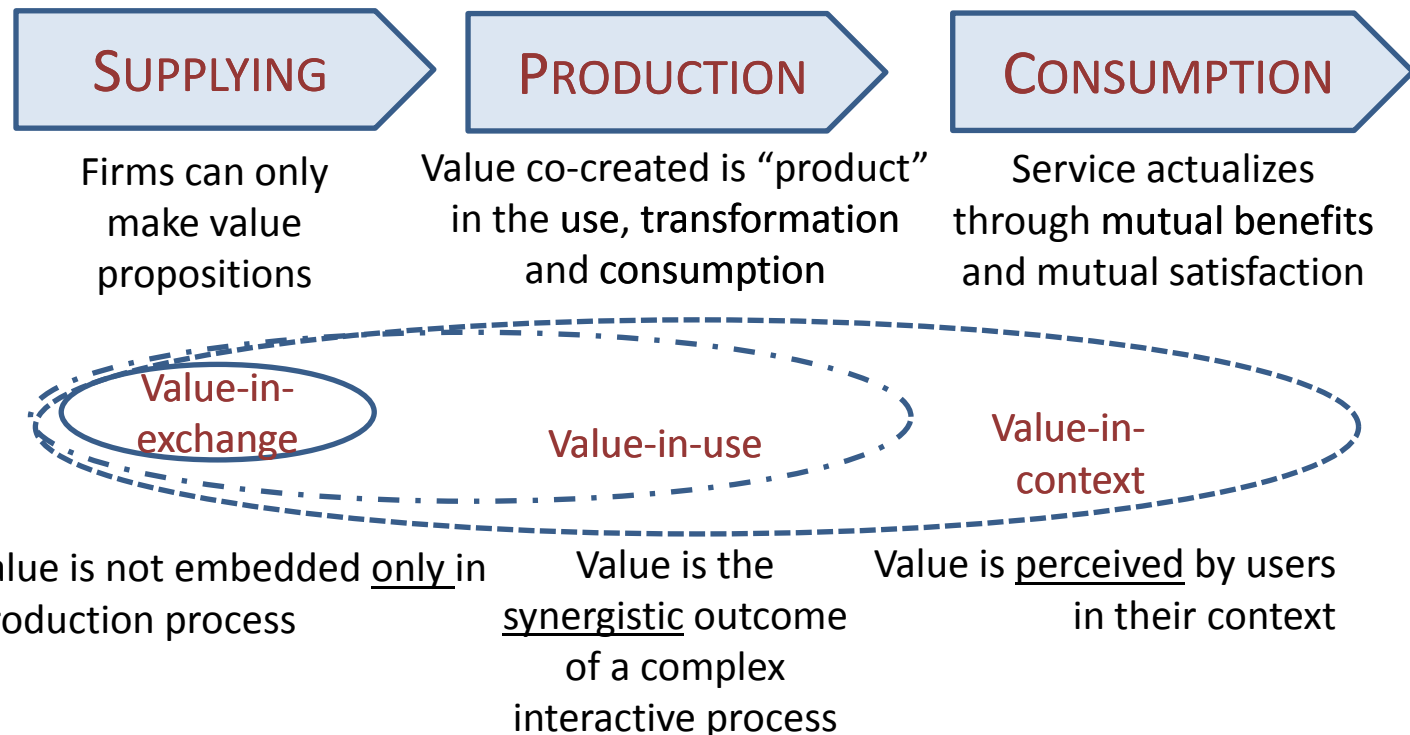 SUPPLYING
PRODUCTION
CONSUMPTION
Firms can only
make value
propositions
Value co-created is “product”
in the use, transformation
and consumption
Service actualizes
through mutual benefits
and mutual satisfaction
Value-in-
exchange
Value-in-use
Value-in-
context
alue is not embedded only in
roduction process
Value is the
synergistic outcome
of a complex
interactive process
Value is perceived by users
in their context